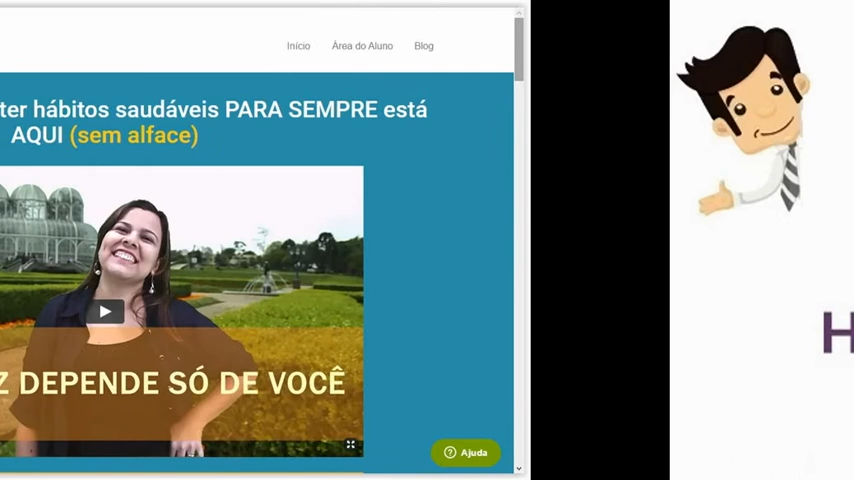 Início Área do Aluno Blog
ter hábitos saudáveis PARA SEMPRE está
AQUI (sem alface)
Z DEPENDE SÓ DE VOCÊ
Ajuda
H